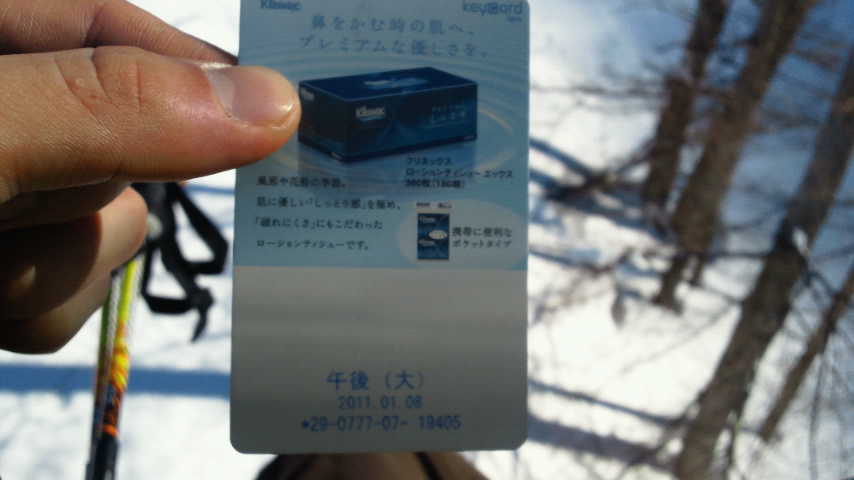 Kleenex
keycard
鼻をかむ時の肌へ、
プレミアムな優しさを。
Kleenex
クリネックス
ローションティシュー エックス
360枚(180組)
風邪や花粉の季節。
肌に優しい「しっとり感」を極め、
「破れにくさ」にもこだわった
ローションティシューです。
携帯に便利な
ポケットタイプ
午後(大)
2011.01.08
*29-0777-07- 19405